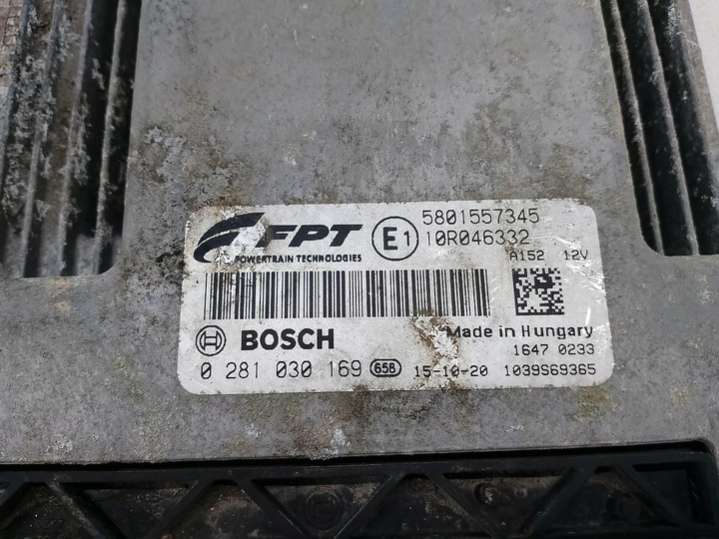 FPT
POWERTRAIN TECHNOLOGIES
E1
5801557345
10R046332
A152 12V
BOSCH
Made in Hungary
1647 0233
0 281 030 169 65B 15-10-20 1039S69365